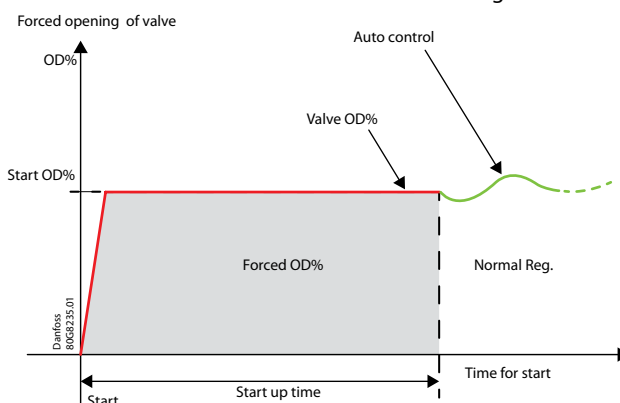 Forced opening of valve
OD%
Auto control
Valve OD%
Start OD%
Forced OD%
Normal Reg.
Danfoss
80G8235.01
Time for start
Start up time
Start